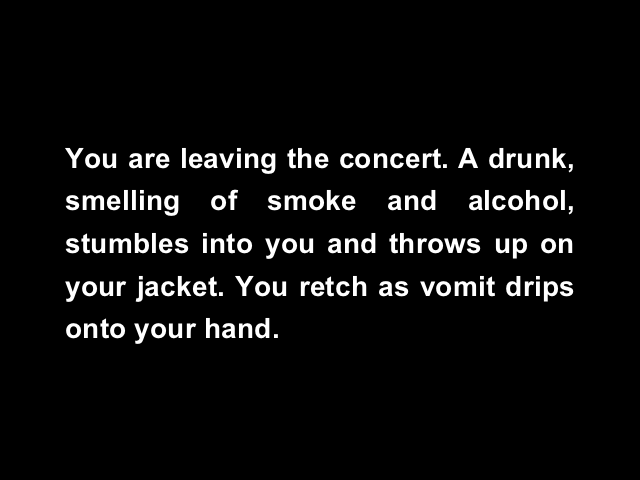 You are leaving the concert. A drunk,
smelling of smoke and alcohol,
stumbles into you and throws up on
your jacket. You retch as vomit drips
onto your hand.